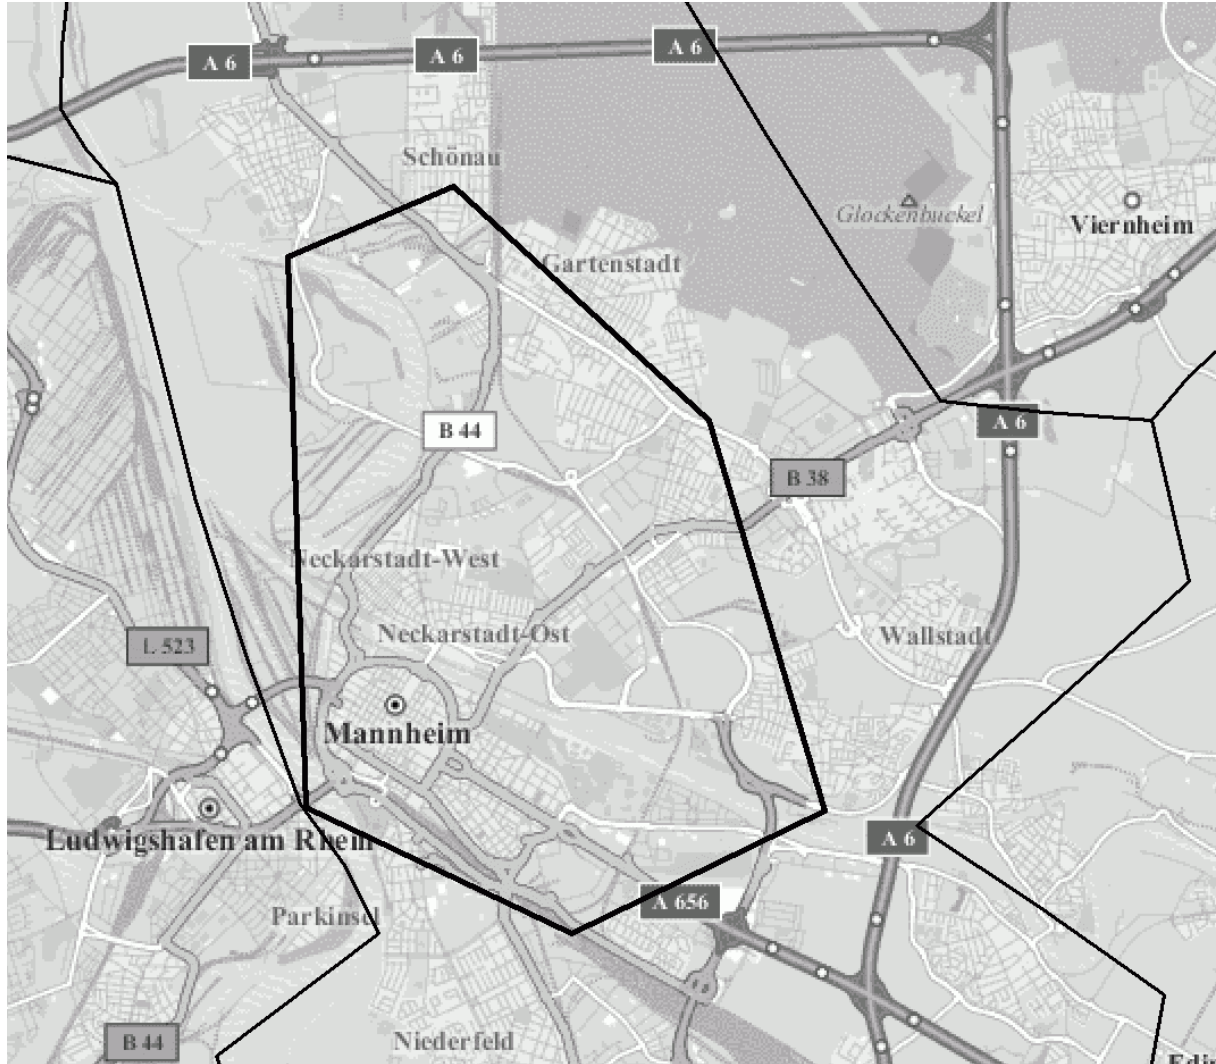 A 6
A 6
A 6
Schönau
Glockenbuckel
Viernheim
Gartenstadt
B 44
A 6
B 38
Neckarstadt-West
Neckarstadt-Ost
Wallstadt
L 523
Mannheim
Ludwigshafen am Rhein
A 6
A 656
Parkinsel
Niederfeld
B 44